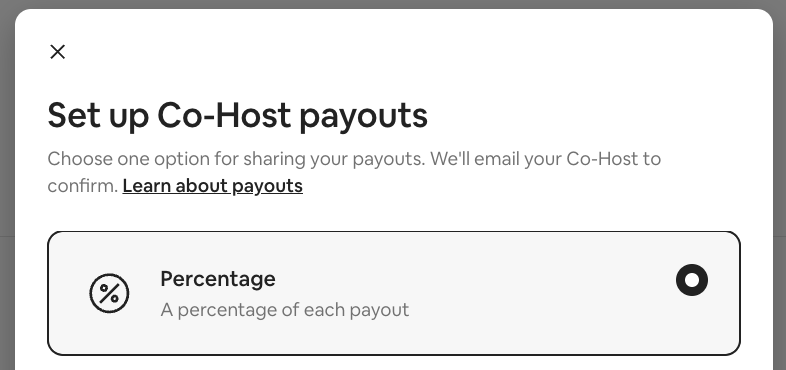 Set up Co-Host payouts
Choose one option for sharing your payouts. We'll email your Co-Host to
confirm. Learn about payouts
Percentage
A percentage of each payout